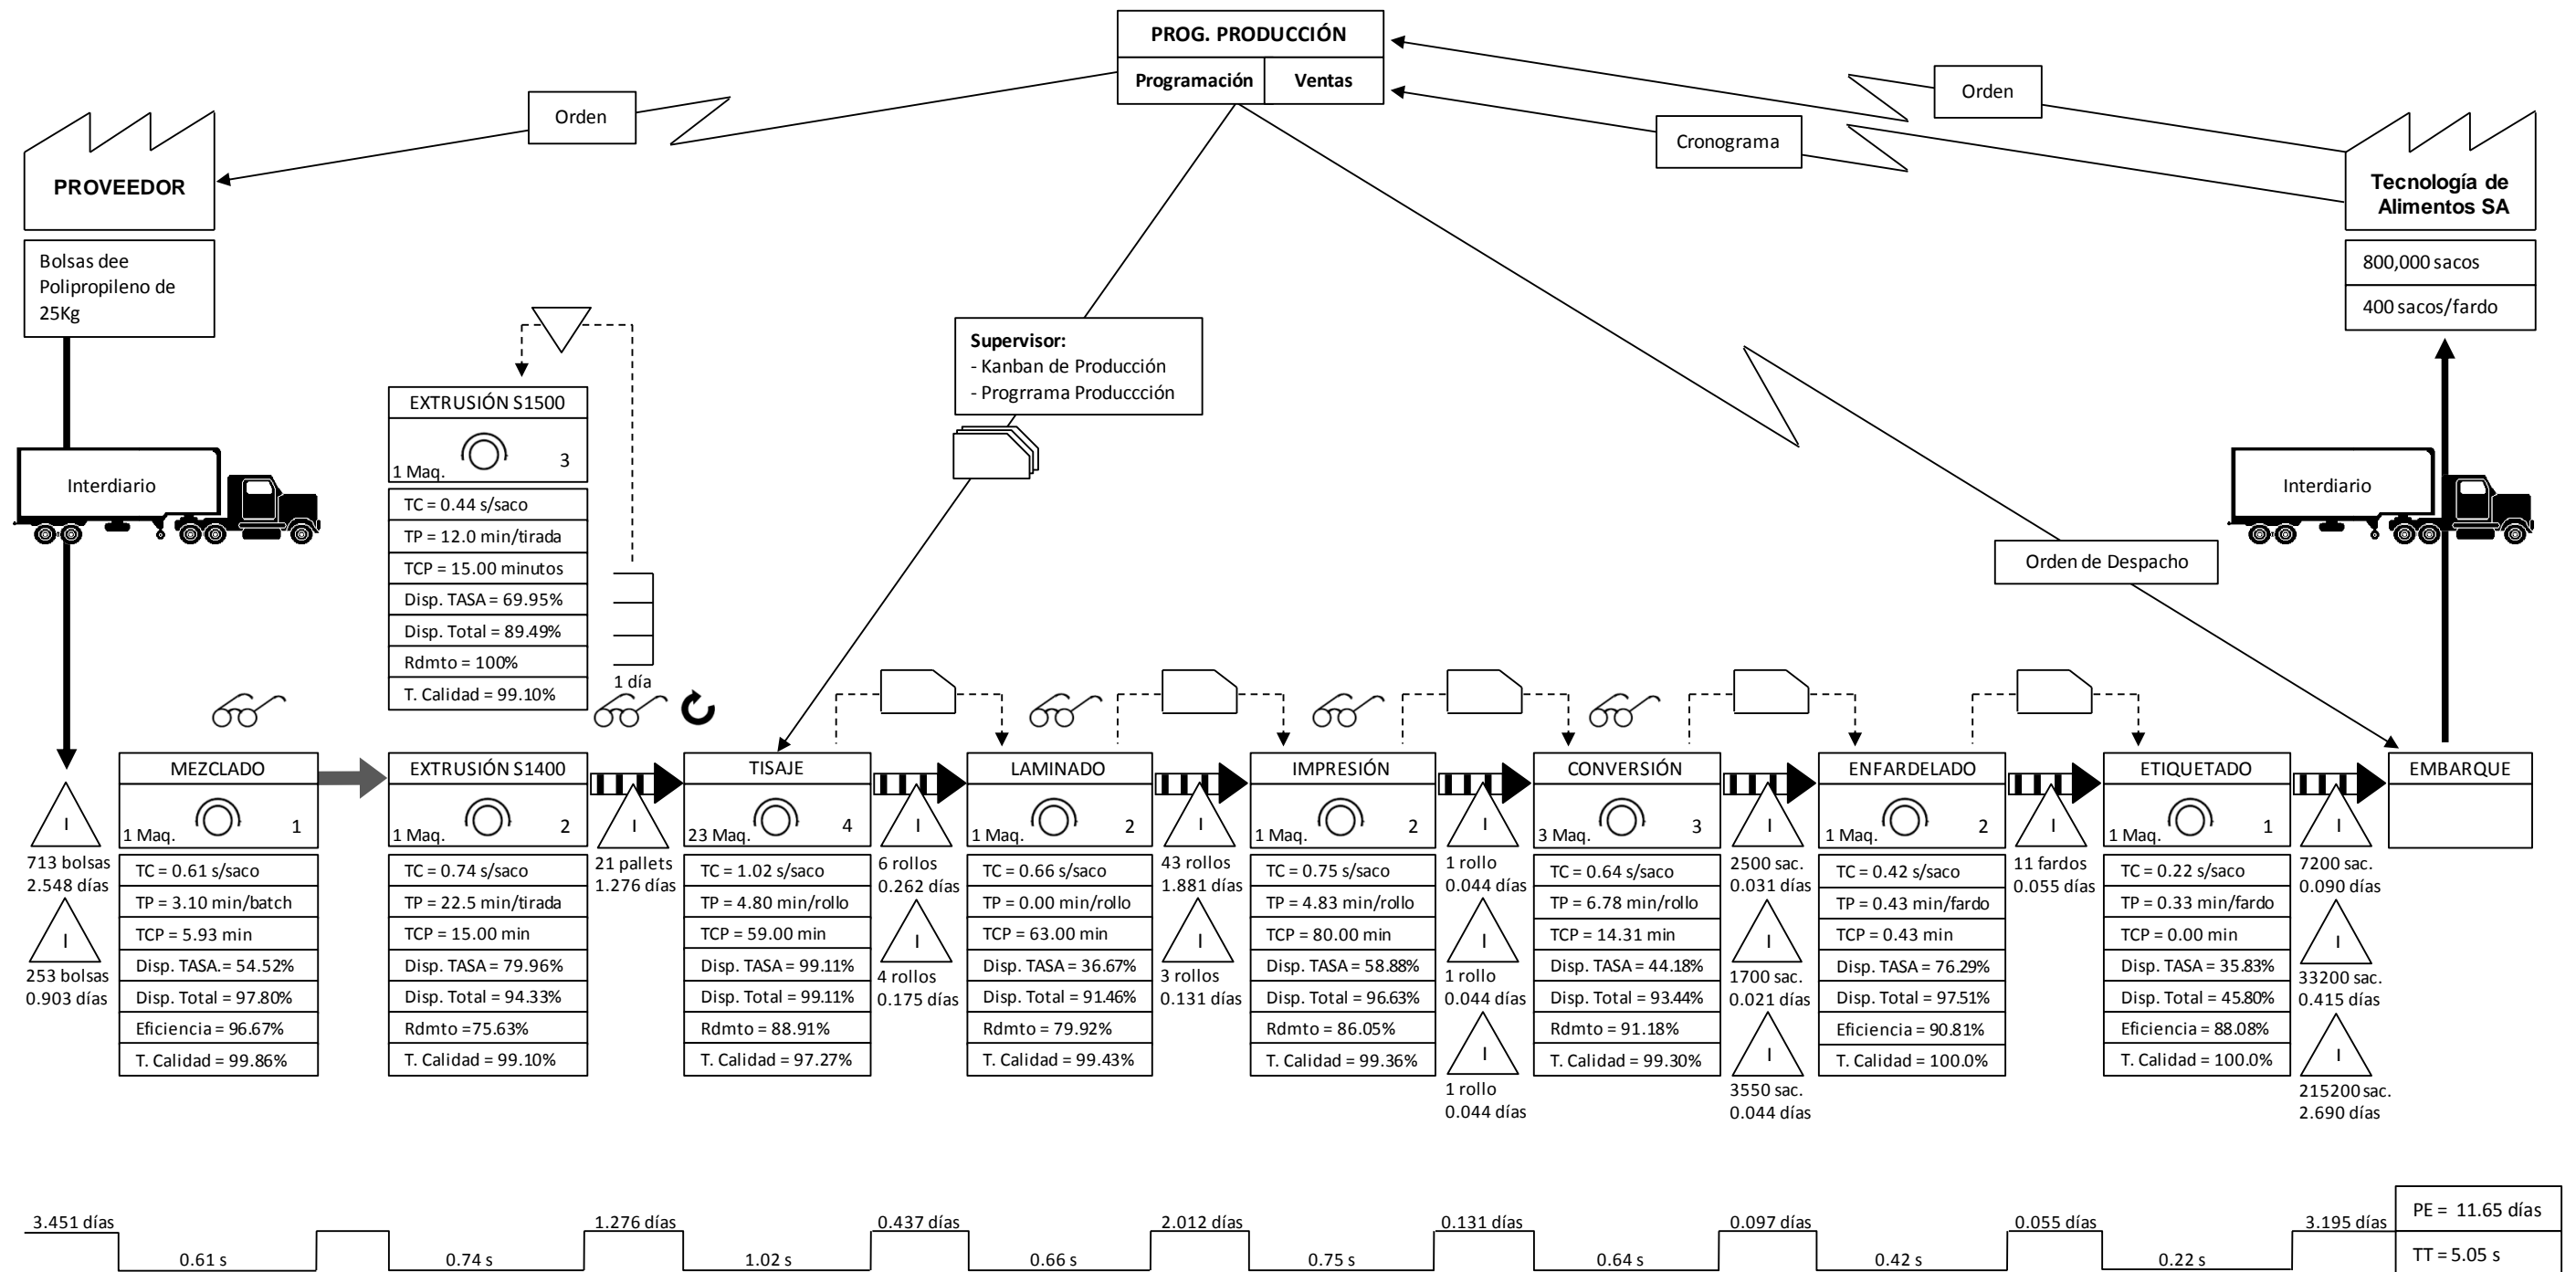 PROG. PRODUCCIÓN
Programación
Ventas
Orden
Orden
Cronograma
PROVEEDOR
Tecnología de
Alimentos SA
Bolsas dee
Polipropileno de
25Kg
800,000 sacos
400 sacos/fardo
Supervisor:
- Kanban de Producción
- Progrrama Produccción
Interdiario
Interdiario
Orden de Despacho
EXTRUSIÓN S1500
1 Maq.
3
TC = 0.44 s/saco
TP = 12.0 min/tirada
TCP = 15.00 minutos
Disp. TASA = 69.95%
Disp. Total = 89.49%
Rdmto = 100%
T. Calidad = 99.10%
1 día
I
713 bolsas
2.548 días
I
253 bolsas
0.903 días
MEZCLADO
1 Maq.
1
TC = 0.61 s/saco
TP = 3.10 min/batch
TCP = 5.93 min
Disp. TASA.= 54.52%
Disp. Total = 97.80%
Eficiencia = 96.67%
T. Calidad = 99.86%
EXTRUSIÓN S1400
1 Maq.
2
TC = 0.74 s/saco
TP = 22.5 min/tirada
TCP = 15.00 min
Disp. TASA = 79.96%
Disp. Total = 94.33%
Rdmto =75.63%
T. Calidad = 99.10%
I
21 pallets
1.276 días
TISAJE
23 Maq.
4
TC = 1.02 s/saco
TP = 4.80 min/rollo
TCP = 59.00 min
Disp. TASA = 99.11%
Disp. Total = 99.11%
Rdmto = 88.91%
T. Calidad = 97.27%
I
6 rollos
0.262 días
I
4 rollos
0.175 días
LAMINADO
1 Maq.
2
TC = 0.66 s/saco
TP = 0.00 min/rollo
TCP = 63.00 min
Disp. TASA = 36.67%
Disp. Total = 91.46%
Rdmto = 79.92%
T. Calidad = 99.43%
I
43 rollos
1.881 días
I
3 rollos
0.131 días
IMPRESIÓN
1 Maq.
2
TC = 0.75 s/saco
TP = 4.83 min/rollo
TCP = 80.00 min
Disp. TASA = 58.88%
Disp. Total = 96.63%
Rdmto = 86.05%
T. Calidad = 99.36%
I
1 rollo
0.044 días
I
1 rollo
0.044 días
I
1 rollo
0.044 días
CONVERSIÓN
3 Maq.
3
TC = 0.64 s/saco
TP = 6.78 min/rollo
TCP = 14.31 min
Disp. TASA = 44.18%
Disp. Total = 93.44%
Rdmto = 91.18%
T. Calidad = 99.30%
I
2500 sac.
0.031 días
I
1700 sac.
0.021 días
I
3550 sac.
0.044 días
ENFARDELADO
1 Maq.
2
TC = 0.42 s/saco
TP = 0.43 min/fardo
TCP = 0.43 min
Disp. TASA = 76.29%
Disp. Total = 97.51%
Eficiencia = 90.81%
T. Calidad = 100.0%
I
11 fardos
0.055 días
ETIQUETADO
1 Maq.
1
TC = 0.22 s/saco
TP = 0.33 min/fardo
TCP = 0.00 min
Disp. TASA = 35.83%
Disp. Total = 45.80%
Eficiencia = 88.08%
T. Calidad = 100.0%
I
7200 sac.
0.090 días
I
33200 sac.
0.415 días
I
215200 sac.
2.690 días
EMBARQUE
3.451 días
0.61 s
0.74 s
1.276 días
1.02 s
0.437 días
0.66 s
2.012 días
0.75 s
0.131 días
0.64 s
0.097 días
0.42 s
0.055 días
0.22 s
3.195 días
PE = 11.65 días
TT = 5.05 s